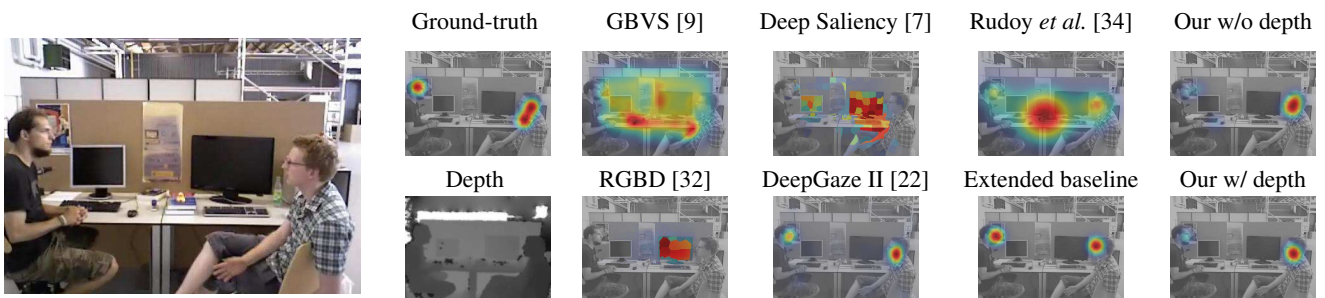 Ground-truth GBVS [9] Deep Saliency [7] Rudoy et al. [34] Our w/o depth
Depth RGBD [32] DeepGaze II [22] Extended baseline Our w/ depth